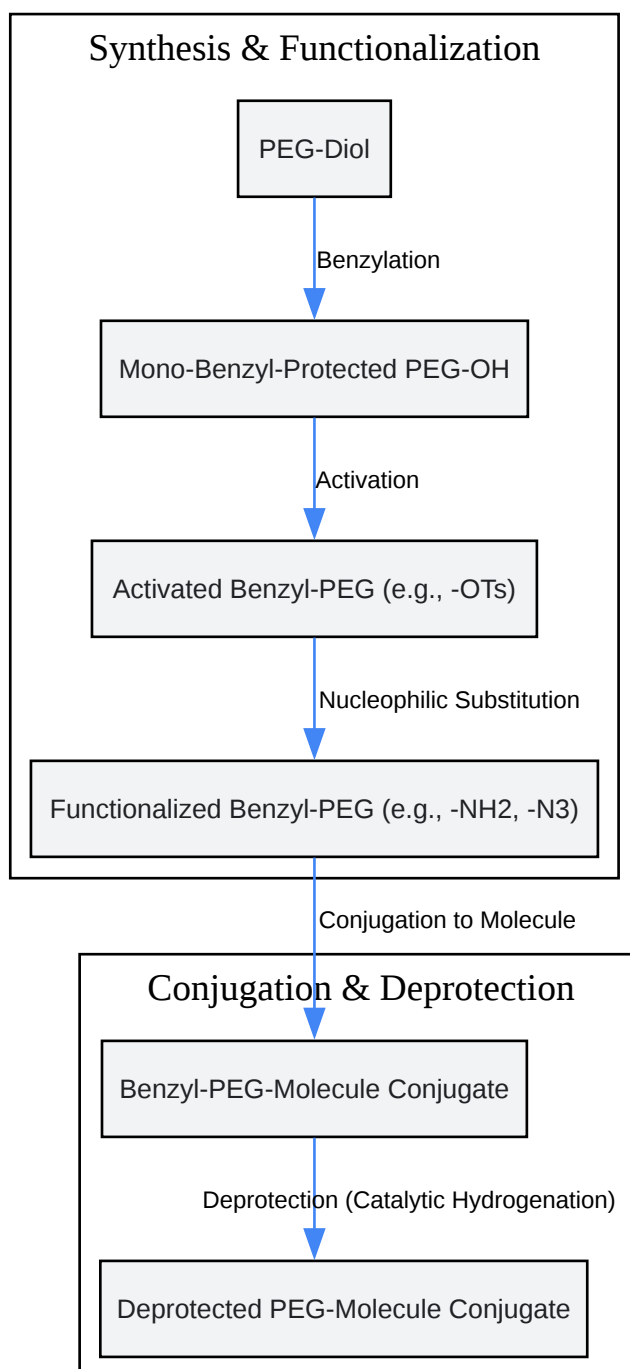 Synthesis & Functionalization
PEG-Diol
Benzylation
Mono-Benzyl-Protected PEG-OH
Activation
Activated Benzyl-PEG (e.g., -OTs)
Nucleophilic Substitution
Functionalized Benzyl-PEG (e.g., -NH2, -N3)
Conjugation to Molecule
Conjugation & Deprotection
Benzyl-PEG-Molecule Conjugate
Deprotection (Catalytic Hydrogenation)
Deprotected PEG-Molecule Conjugate